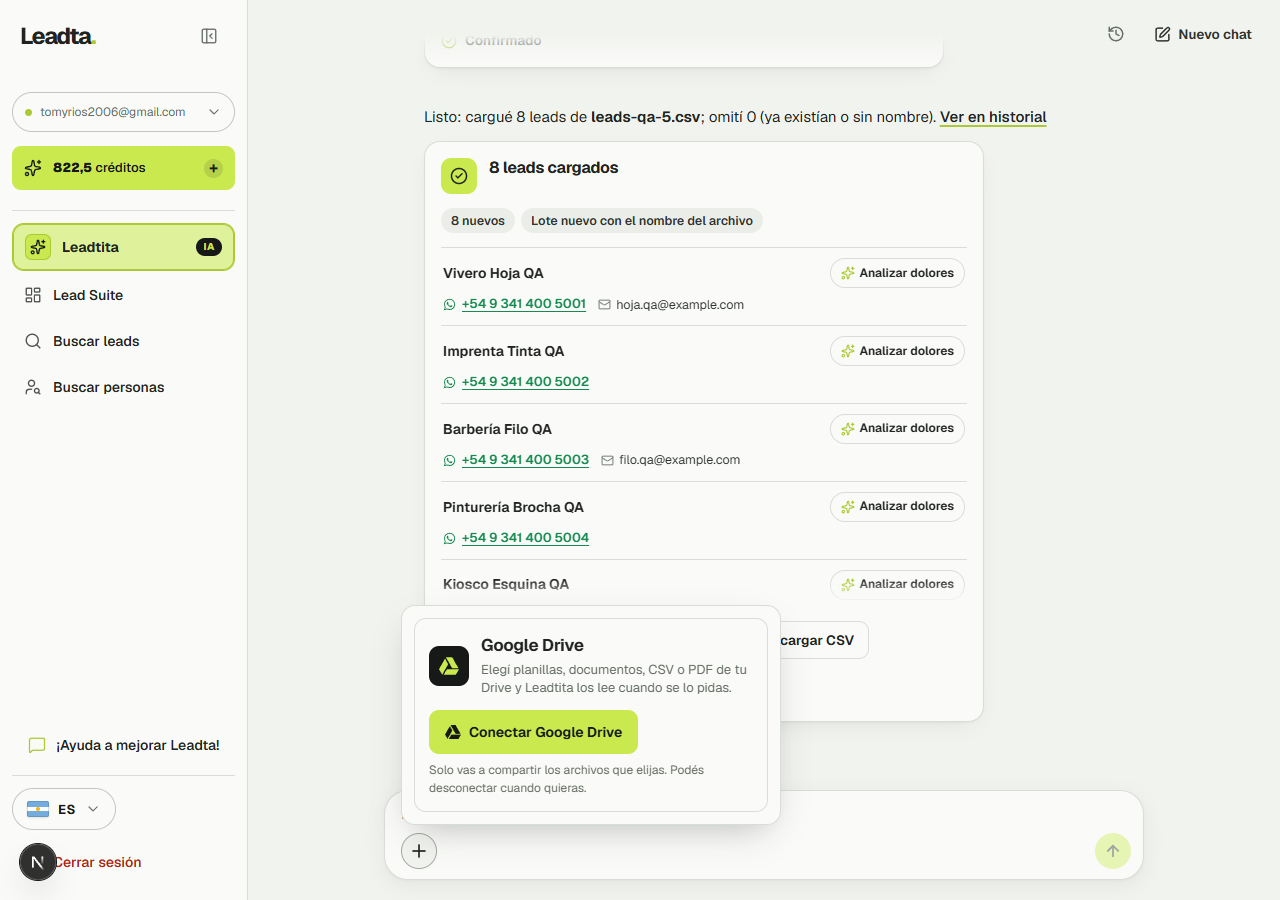 Leadta.
tomyrios2006@gmail.com
822,5 créditos
Leadtita IA
Lead Suite
Buscar leads
Buscar personas
¡Ayuda a mejorar Leadta!
ES
N
Cerrar sesión
Nuevo chat
Confirmado
Listo: cargué 8 leads de leads-qa-5.csv; omití 0 (ya existían o sin nombre). Ver en historial
8 leads cargados
8 nuevos Lote nuevo con el nombre del archivo
Vivero Hoja QA Analizar dolores
+54 9 341 400 5001 hoja.qa@example.com
Imprenta Tinta QA Analizar dolores
+54 9 341 400 5002
Barbería Filo QA Analizar dolores
+54 9 341 400 5003 filo.qa@example.com
Pinturería Brocha QA Analizar dolores
+54 9 341 400 5004
Kiosco Esquina QA Analizar dolores
cargar CSV
Google Drive
Elegí planillas, documentos, CSV o PDF de tu
Drive y Leadtita los lee cuando se lo pidas.
Conectar Google Drive
Solo vas a compartir los archivos que elijas. Podés
desconectar cuando quieras.